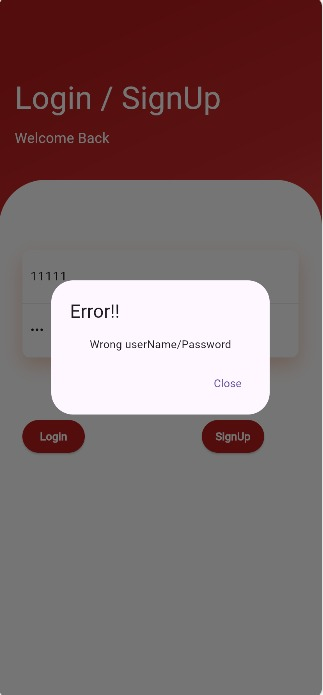 Login / SignUp
Welcome Back
11111
•••
Error!!
Wrong userName/Password
Close
Login
SignUp